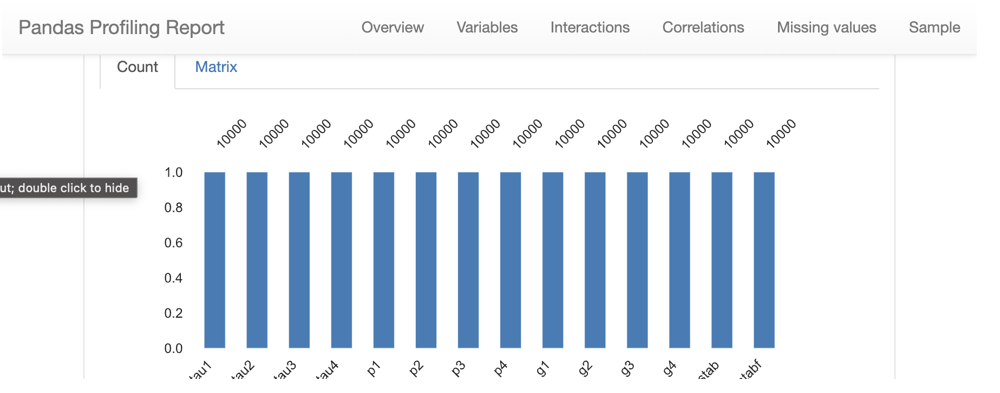 Pandas Profiling Report Overview Variables Interactions Correlations Missing values Sample
Count Matrix
10000 10000 10000 10000 10000 10000 10000 10000 10000 10000 10000 10000 10000 10000
1.0
ut; double click to hide
0.8
0.6
0.4
0.2
0.0
tau1 tau2 tau3 tau4 p1 p2 p3 p4 g1 g2 g3 g4 stab tabf